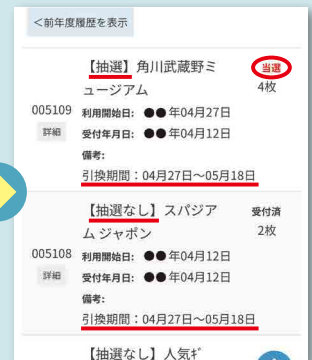 <前年度履歴を表示
【抽選】角川武蔵野ミ
ュージアム
当選
4枚
005109
詳細
利用開始日: ●●年04月27日
受付年月日: ●●年04月12日
備考:
引換期間：04月27日～05月18日
【抽選なし】スパジア
ムジャポン
受付済
2枚
005108
詳細
利用開始日: ●●年04月12日
受付年月日: ●●年04月12日
備考:
引換期間：04月27日～05月18日
【抽選なし】人気ｷﾞ